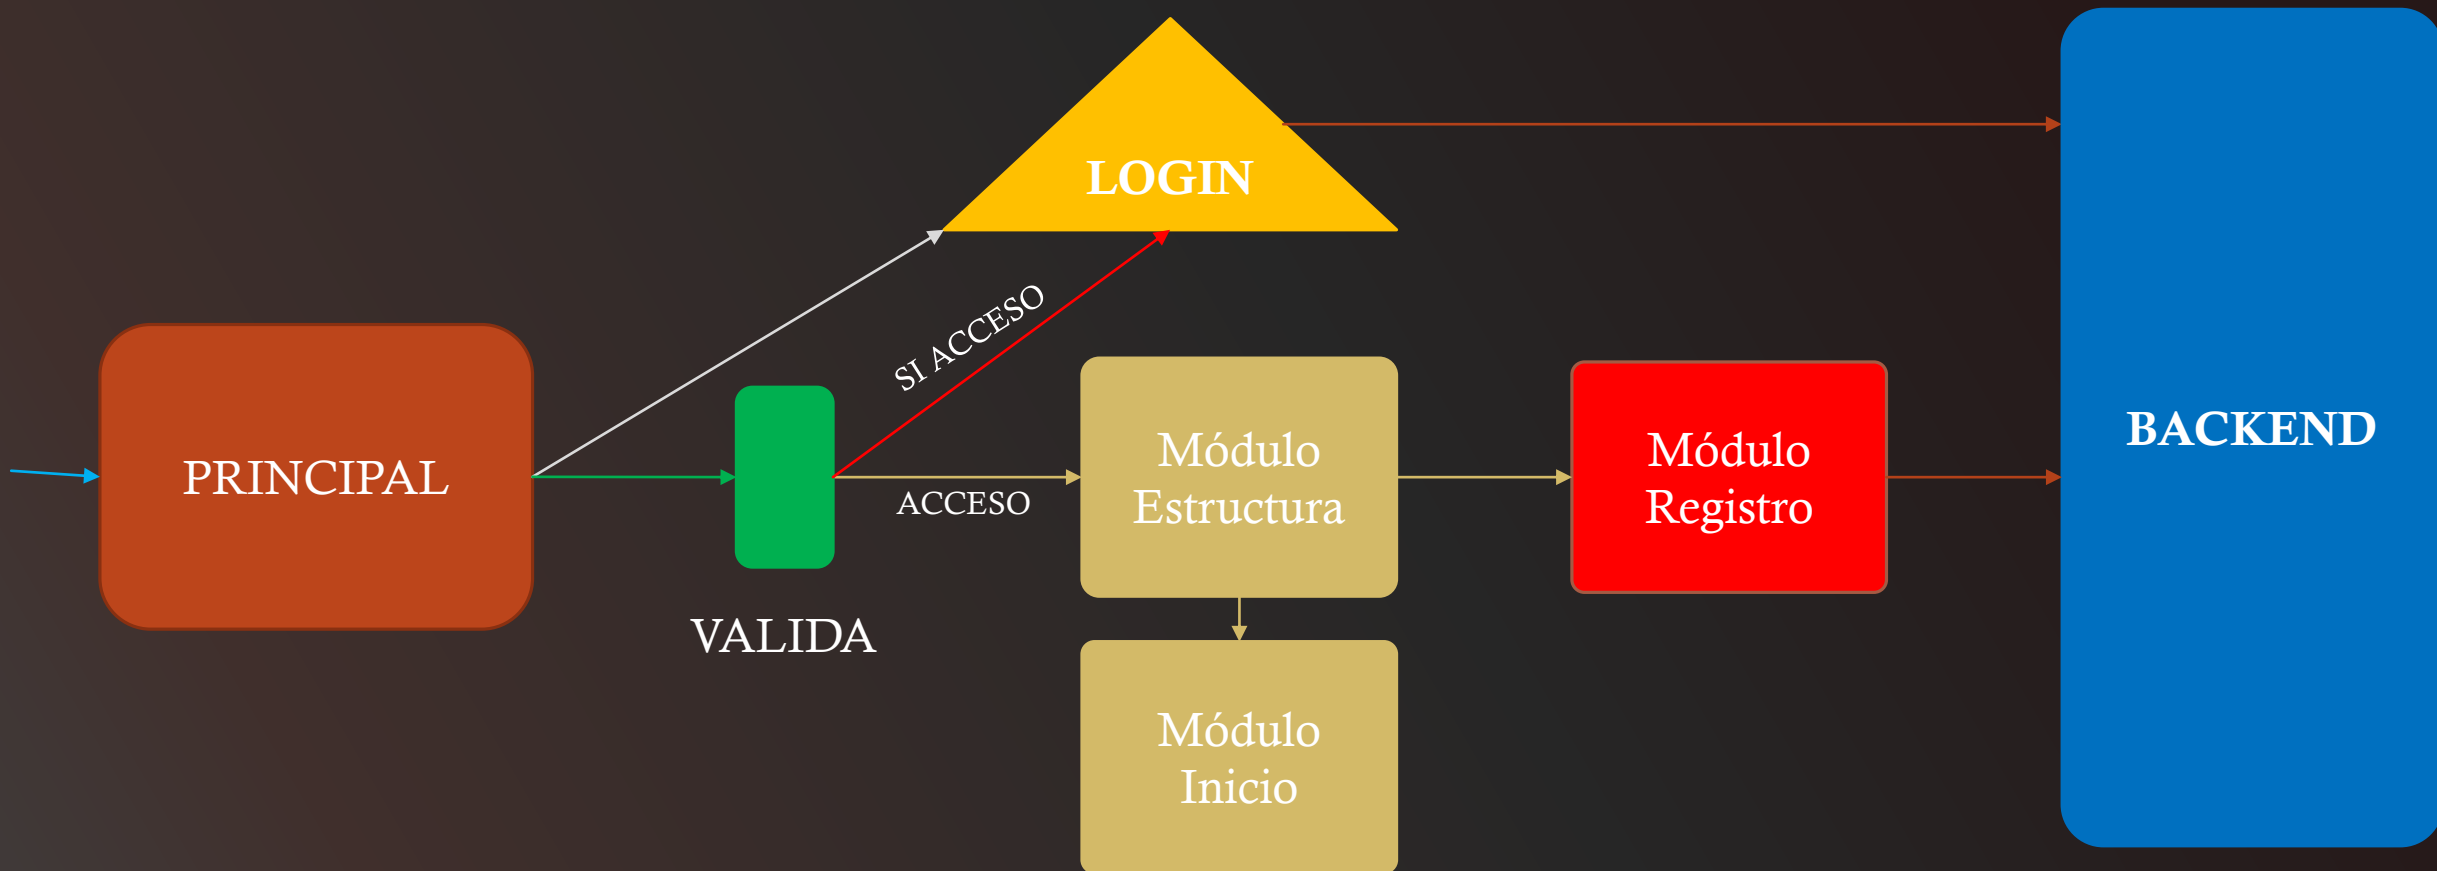 LOGIN
SI ACCESO
PRINCIPAL
ACCESO
VALIDA
Módulo
Estructura
Módulo
Registro
BACKEND
Módulo
Inicio